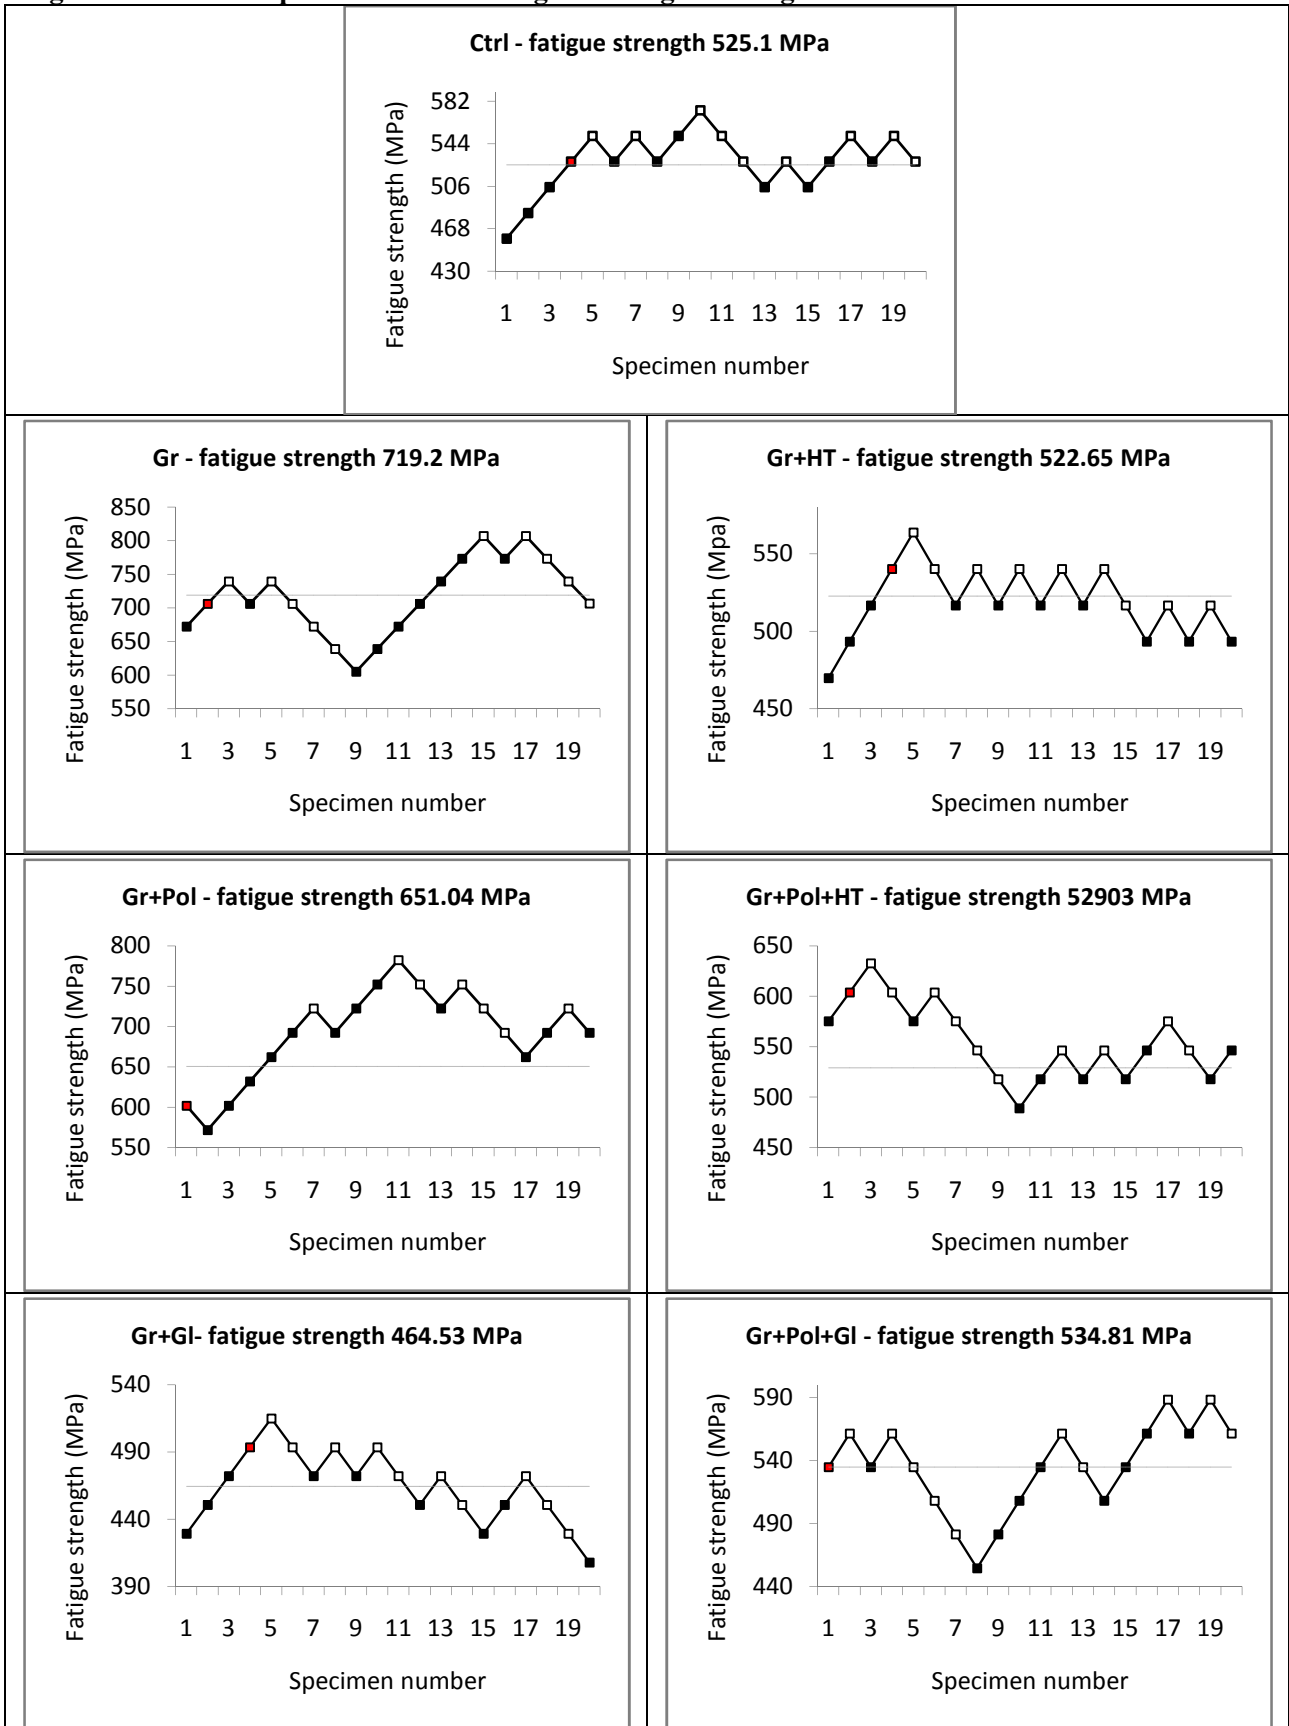 Ctrl - fatigue strength 525.1 MPa
Fatigue strength (MPa)
582
544
506
468
430
1 3 5 7 9 11 13 15 17 19
Specimen number
Gr - fatigue strength 719.2 MPa
Fatigue strength (MPa)
850
800
750
700
650
600
550
1 3 5 7 9 11 13 15 17 19
Specimen number
Gr+HT - fatigue strength 522.65 MPa
Fatigue strength (Mpa)
550
500
450
1 3 5 7 9 11 13 15 17 19
Specimen number
Gr+Pol - fatigue strength 651.04 MPa
Fatigue strength (MPa)
800
750
700
650
600
550
1 3 5 7 9 11 13 15 17 19
Specimen number
Gr+Pol+HT - fatigue strength 52903 MPa
Fatigue strength (MPa)
650
600
550
500
450
1 3 5 7 9 11 13 15 17 19
Specimen number
Gr+Gl- fatigue strength 464.53 MPa
Fatigue strength (MPa)
540
490
440
390
1 3 5 7 9 11 13 15 17 19
Specimen number
Gr+Pol+Gl - fatigue strength 534.81 MPa
Fatigue strength (MPa)
590
540
490
440
1 3 5 7 9 11 13 15 17 19
Specimen number